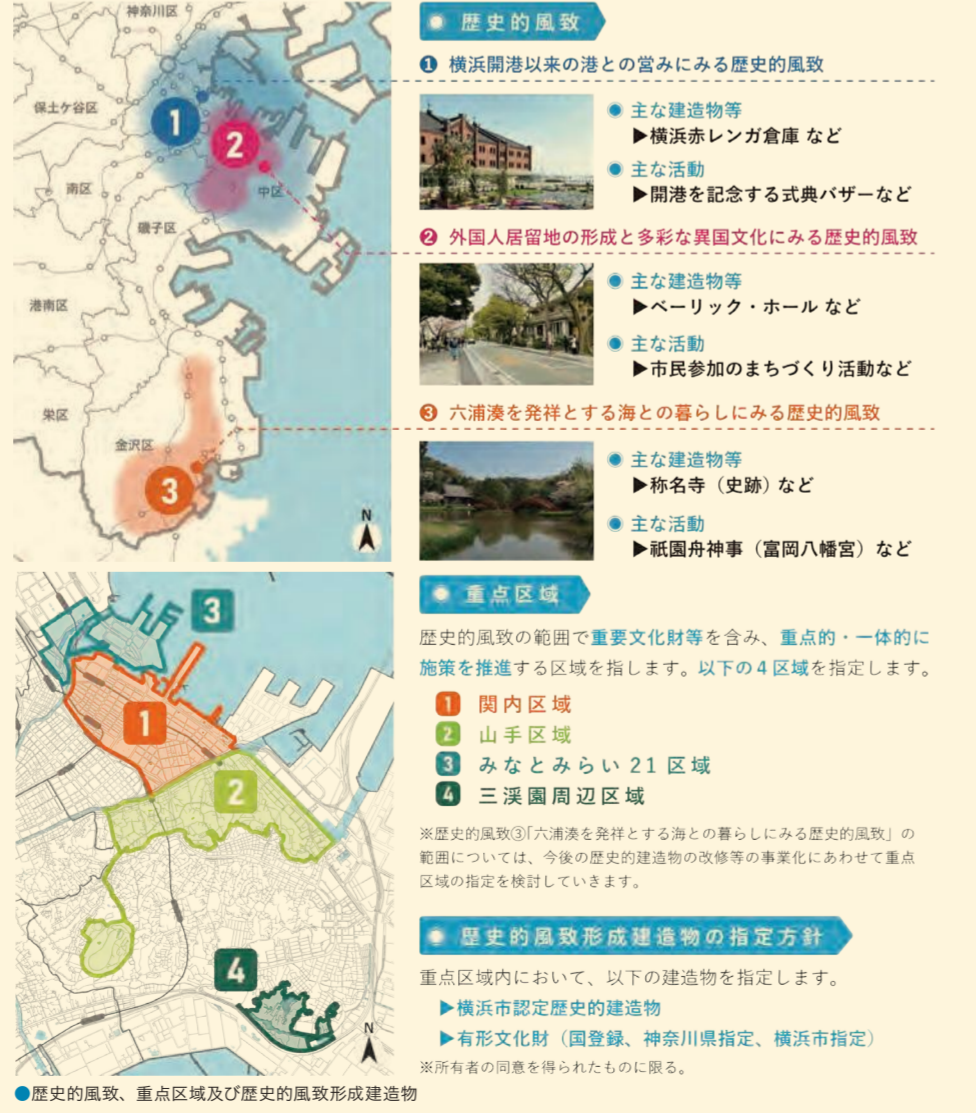 神奈川区
保土ケ谷区
1
2
南区
中区
磯子区
港南区
栄区
金沢区
3
N
歴史的風致
❶ 横浜開港以来の港との営みにみる歴史的風致
主な建造物等
▶横浜赤レンガ倉庫 など
主な活動
▶開港を記念する式典バザーなど
❷ 外国人居留地の形成と多彩な異国文化にみる歴史的風致
主な建造物等
▶ベーリック・ホール など
主な活動
▶市民参加のまちづくり活動など
❸ 六浦湊を発祥とする海との暮らしにみる歴史的風致
主な建造物等
▶称名寺（史跡）など
主な活動
▶祇園舟神事（富岡八幡宮）など
3
1
2
4
N
重点区域
歴史的風致の範囲で重要文化財等を含み、重点的・一体的に
施策を推進する区域を指します。以下の４区域を指定します。
1 関内区域
2 山手区域
3 みなとみらい 21 区域
4 三渓園周辺区域
※歴史的風致③「六浦湊を発祥とする海との暮らしにみる歴史的風致」の
範囲については、今後の歴史的建造物の改修等の事業化にあわせて重点
区域の指定を検討していきます。
歴史的風致形成建造物の指定方針
重点区域内において、以下の建造物を指定します。
▶横浜市認定歴史的建造物
▶有形文化財（国登録、神奈川県指定、横浜市指定）
※所有者の同意を得られたものに限る。
●歴史的風致、重点区域及び歴史的風致形成建造物